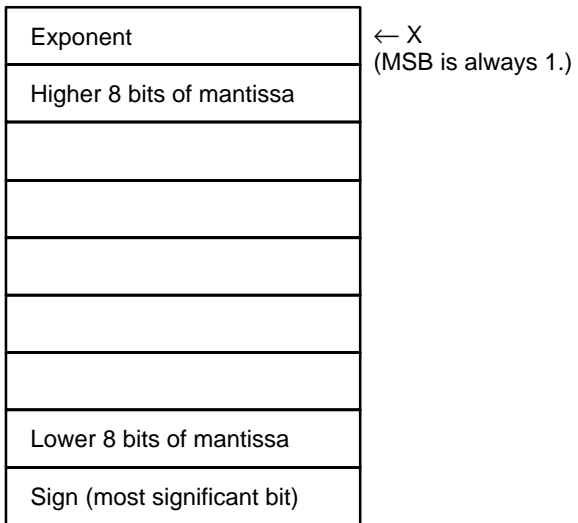 Exponent
← X
(MSB is always 1.)
Higher 8 bits of mantissa
Lower 8 bits of mantissa
Sign (most significant bit)